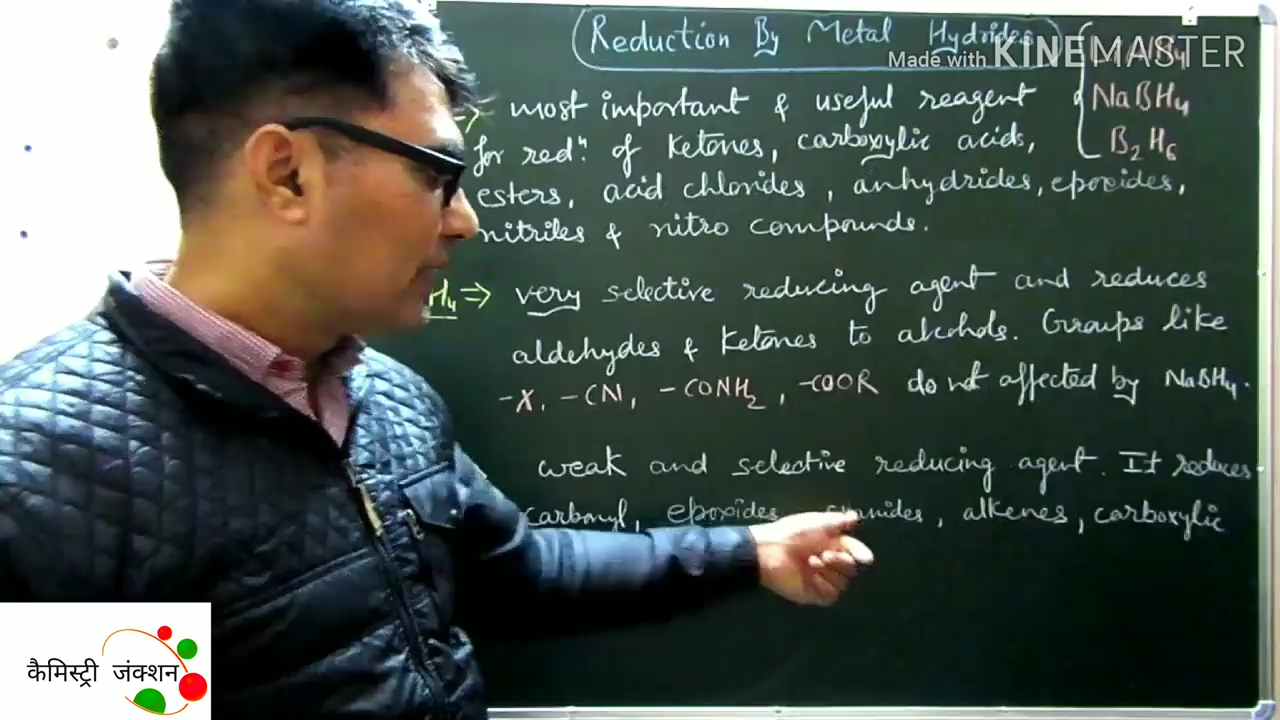 Reduction By Metal Hydrides
Made with KINEMASTER
NaBH4
B2H6
=> most important & useful reagent
for redn. of Ketones, carboxylic acids,
esters, acid chlorides, anhydrides, epoxides,
nitriles & nitro compounds.
H4 => very selective reducing agent and reduces
aldehydes & Ketones to alcohols. Groups like
-X, -CN, -CONH2, -COOR do not affected by NaBH4.
weak and selective reducing agent. It reduces
carbonyl, epoxides, cyanides, alkenes, carboxylic
कैमिस्ट्री जंक्शन